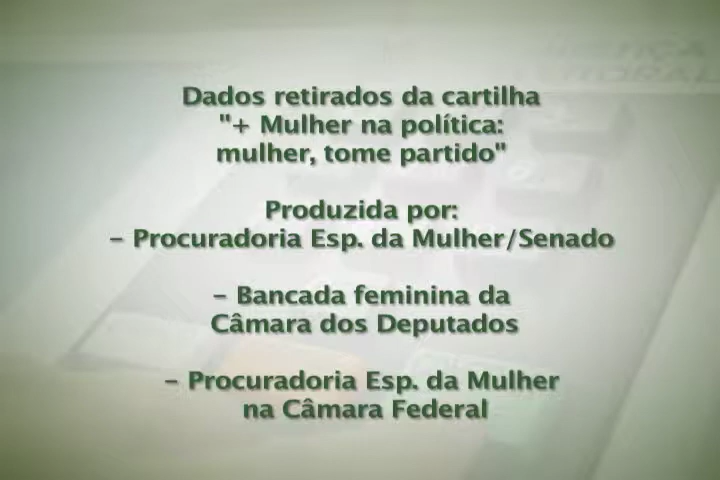 Dados retirados da cartilha
"+ Mulher na política:
mulher, tome partido"
Produzida por:
- Procuradoria Esp. da Mulher/Senado
- Bancada feminina da
Câmara dos Deputados
- Procuradoria Esp. da Mulher
na Câmara Federal